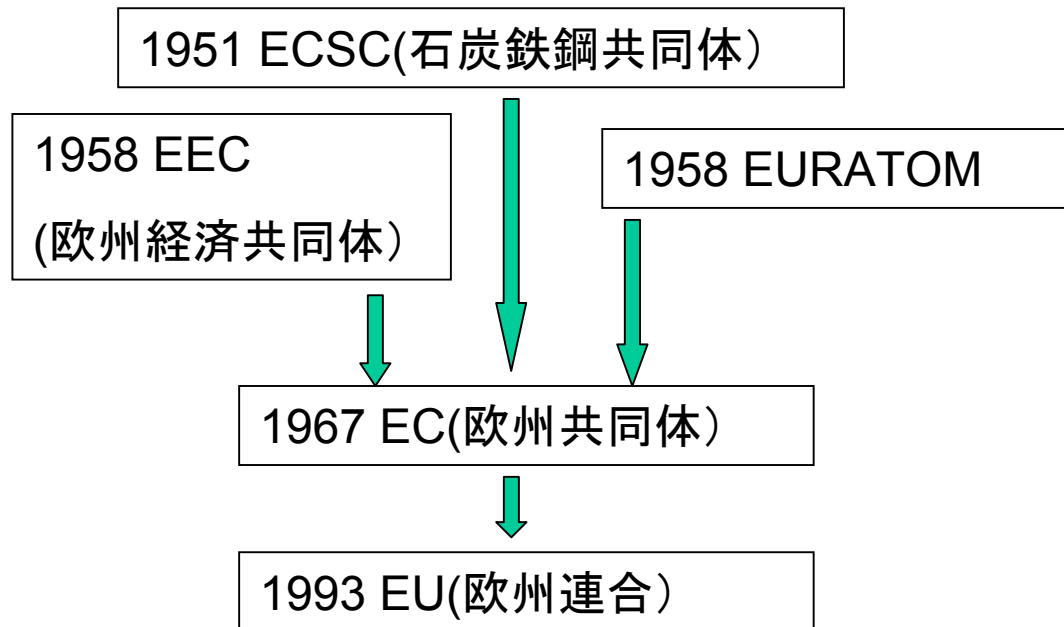 1951 ECSC(石炭鉄鋼共同体）
1958 EEC
(欧州経済共同体）
1958 EURATOM
1967 EC(欧州共同体）
1993 EU(欧州連合）